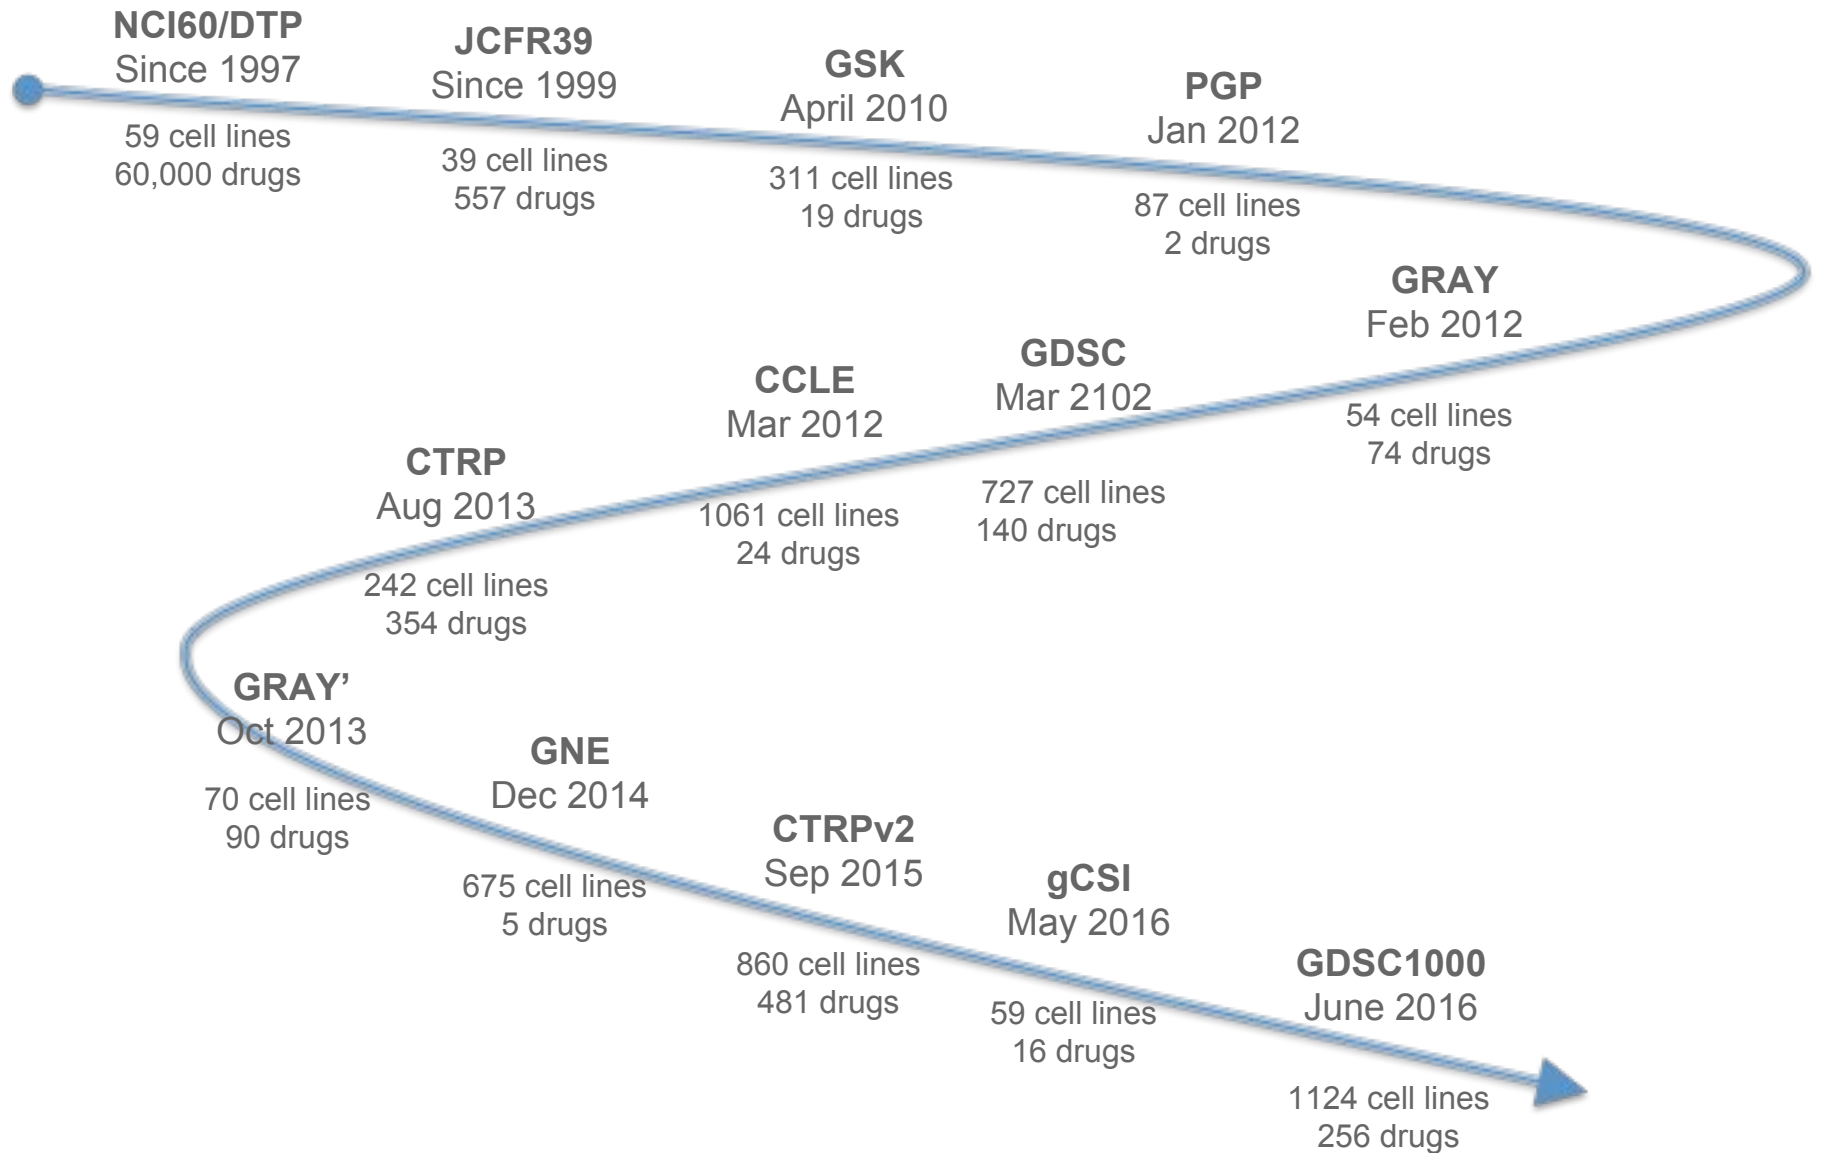 NCI60/DTP
Since 1997
59 cell lines
60,000 drugs
JCFR39
Since 1999
39 cell lines
557 drugs
GSK
April 2010
311 cell lines
19 drugs
PGP
Jan 2012
87 cell lines
2 drugs
GRAY
Feb 2012
54 cell lines
74 drugs
GDSC
Mar 2102
727 cell lines
140 drugs
CCLE
Mar 2012
1061 cell lines
24 drugs
CTRP
Aug 2013
242 cell lines
354 drugs
GRAY’
Oct 2013
70 cell lines
90 drugs
GNE
Dec 2014
675 cell lines
5 drugs
CTRPv2
Sep 2015
860 cell lines
481 drugs
gCSI
May 2016
59 cell lines
16 drugs
GDSC1000
June 2016
1124 cell lines
256 drugs